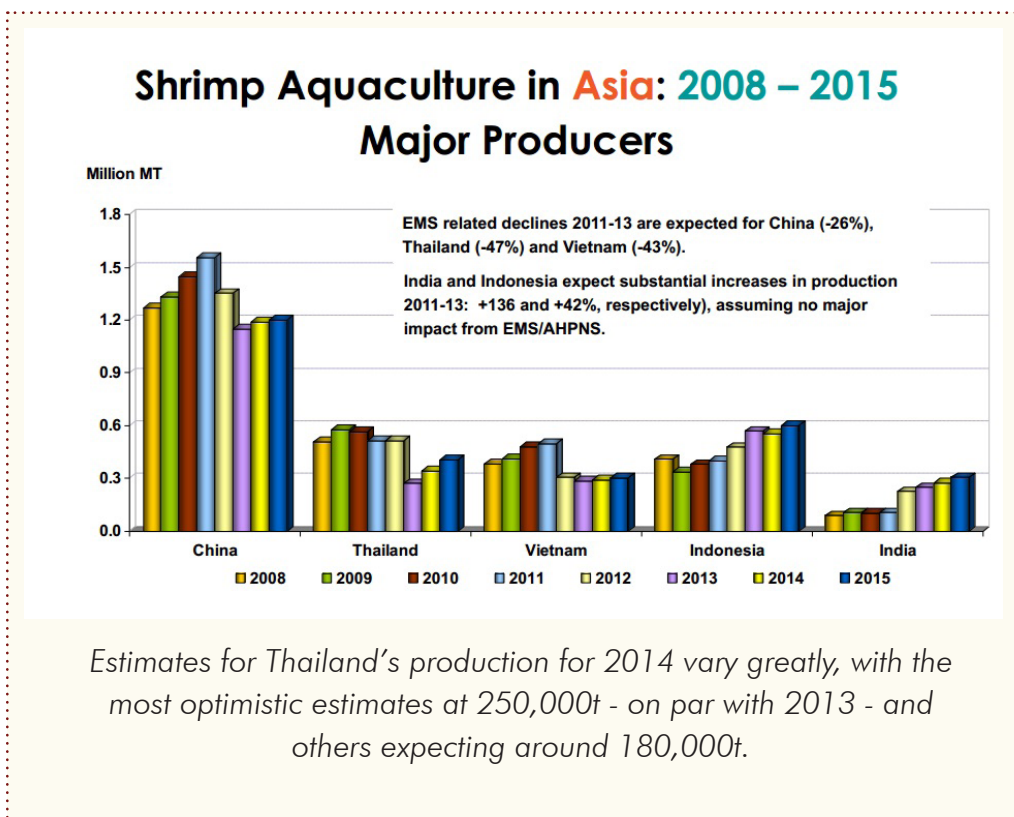 Shrimp Aquaculture in Asia: 2008 – 2015
Major Producers
Million MT
EMS related declines 2011-13 are expected for China (-26%),
Thailand (-47%) and Vietnam (-43%).
India and Indonesia expect substantial increases in production
2011-13:  +136 and +42%, respectively), assuming no major
impact from EMS/AHPNS.
1.8
1.5
1.2
0.9
0.6
0.3
0.0
China Thailand Vietnam Indonesia India
2008 2009 2010 2011 2012 2013 2014 2015
Estimates for Thailand’s production for 2014 vary greatly, with the
most optimistic estimates at 250,000t - on par with 2013 - and
others expecting around 180,000t.